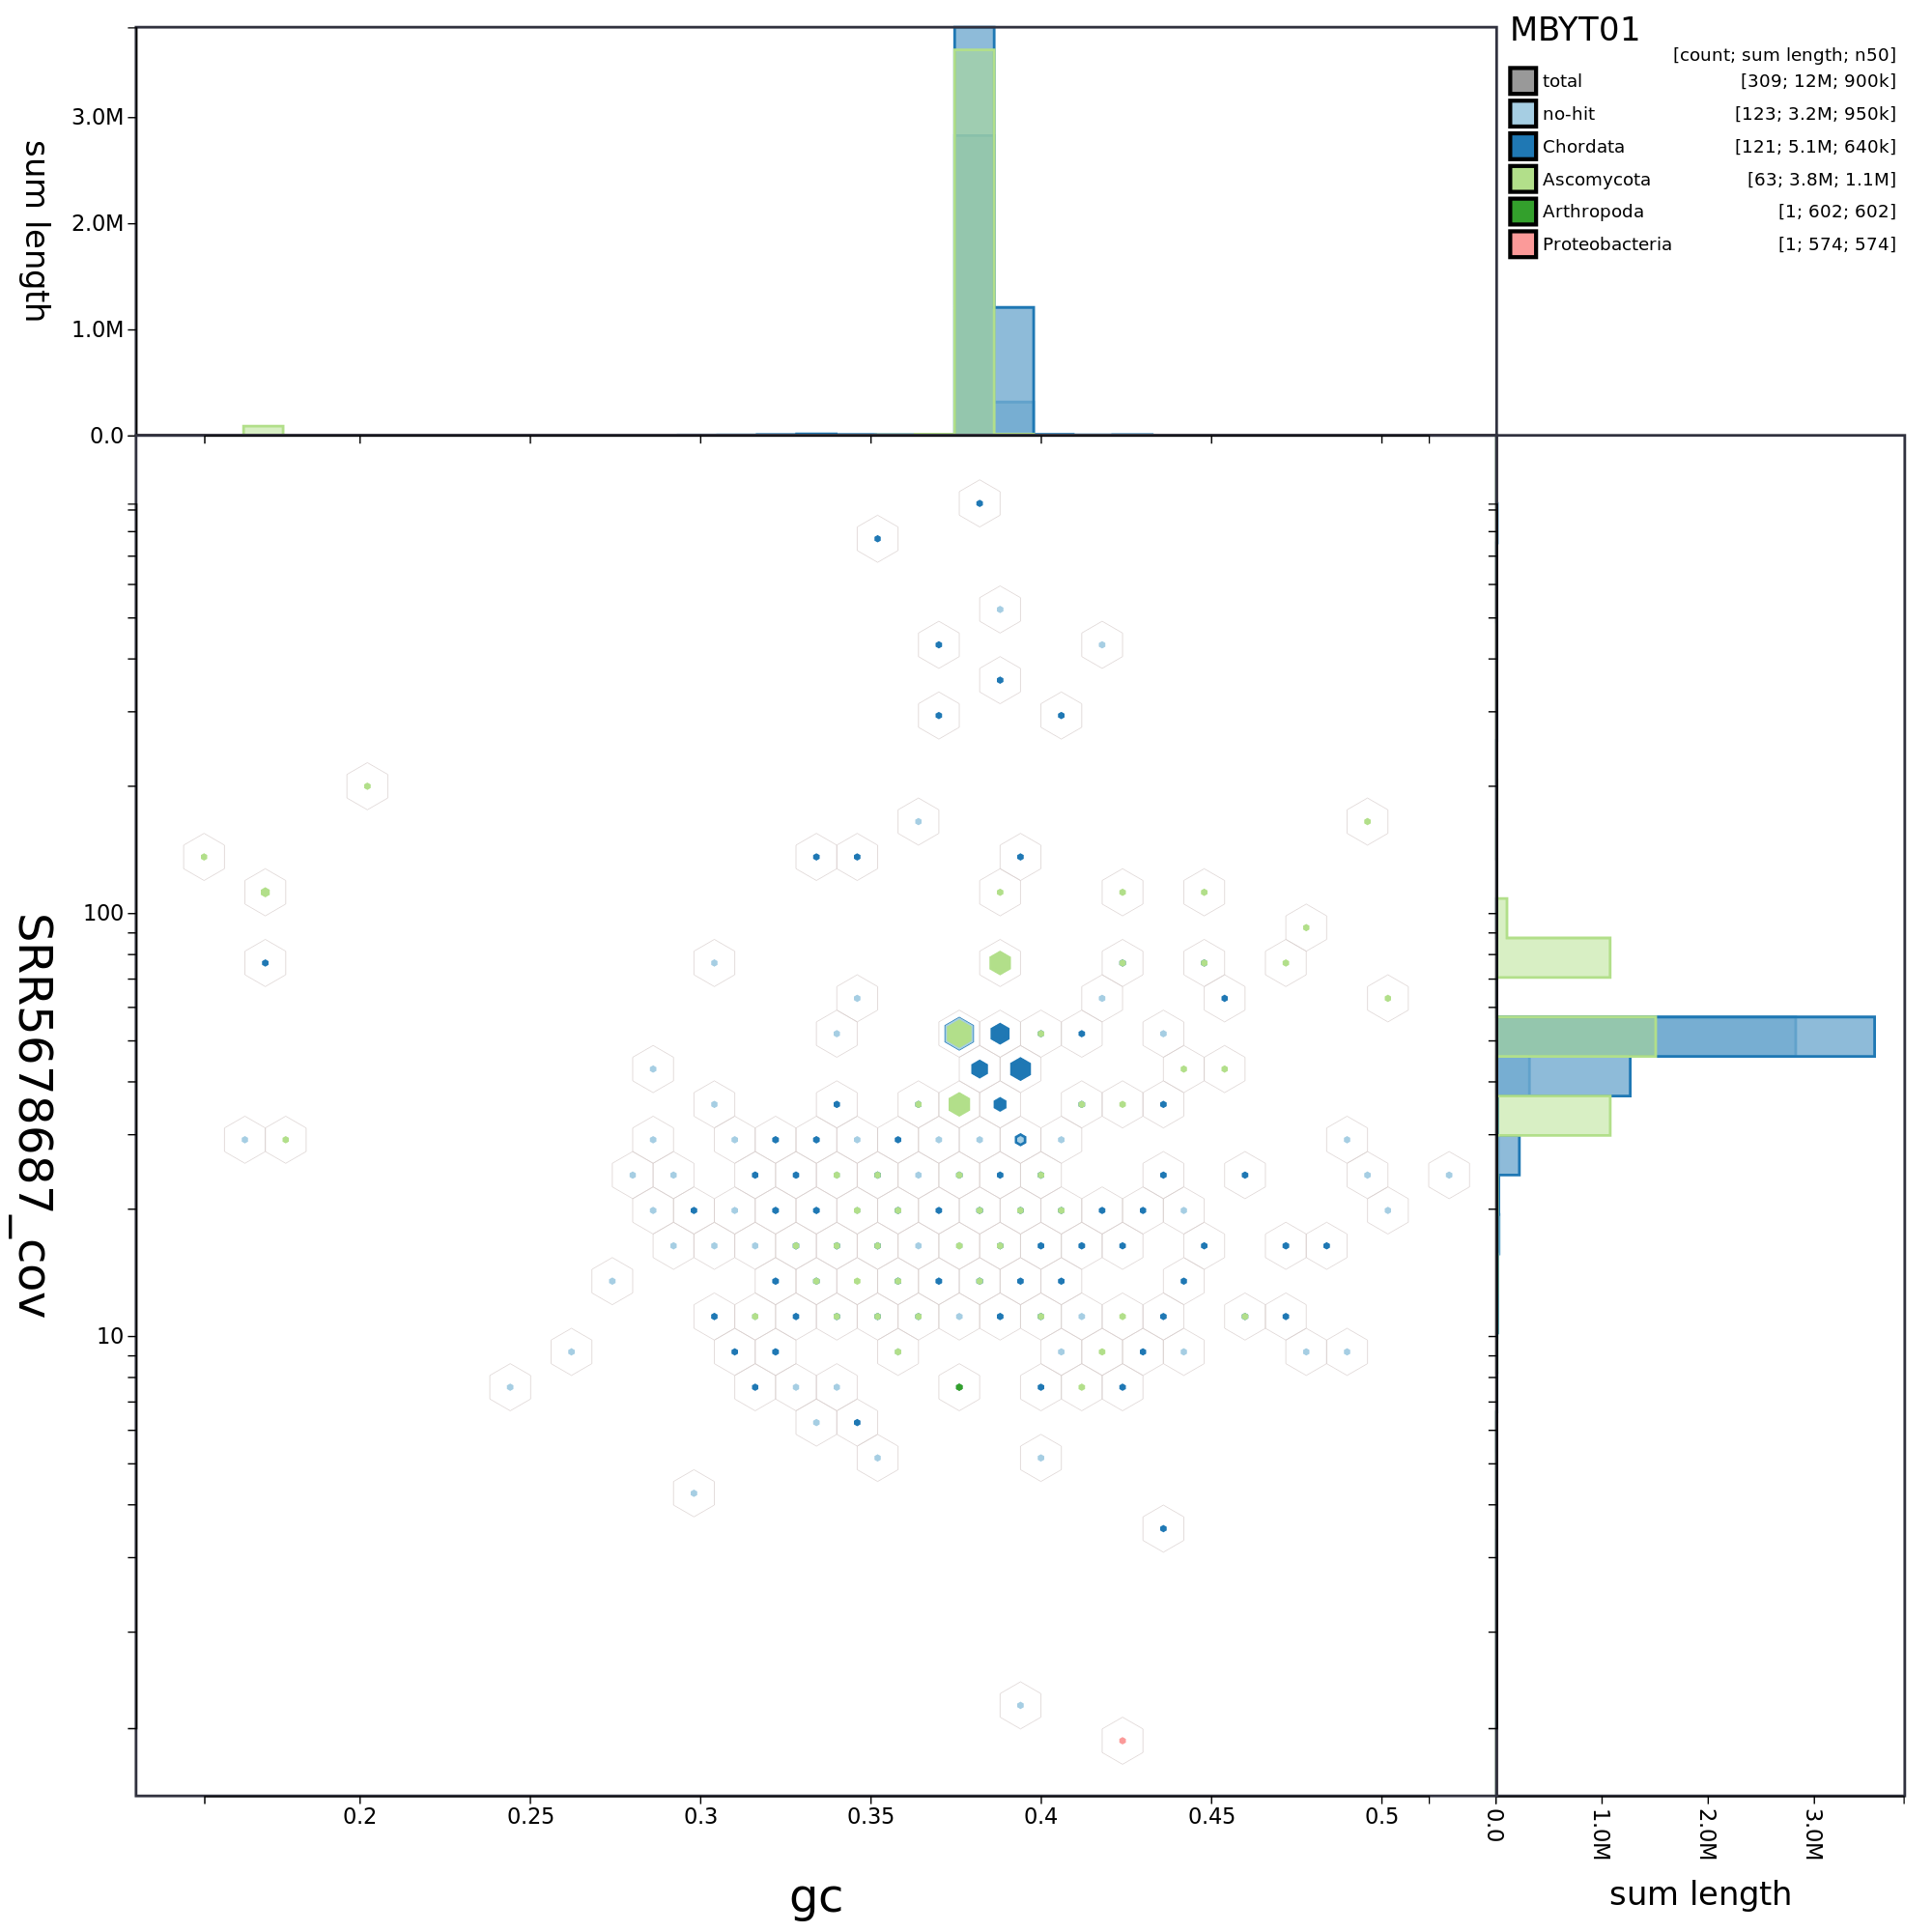 MBYT01
[count; sum length; n50]
total [309; 12M; 900k]
no-hit [123; 3.2M; 950k]
Chordata [121; 5.1M; 640k]
Ascomycota [63; 3.8M; 1.1M]
Arthropoda [1; 602; 602]
Proteobacteria [1; 574; 574]
sum length
3.0M
2.0M
1.0M
0.0
SRR5678687_cov
100
10
0.2 0.25 0.3 0.35 0.4 0.45 0.5
gc
0.0 1.0M 2.0M 3.0M
sum length